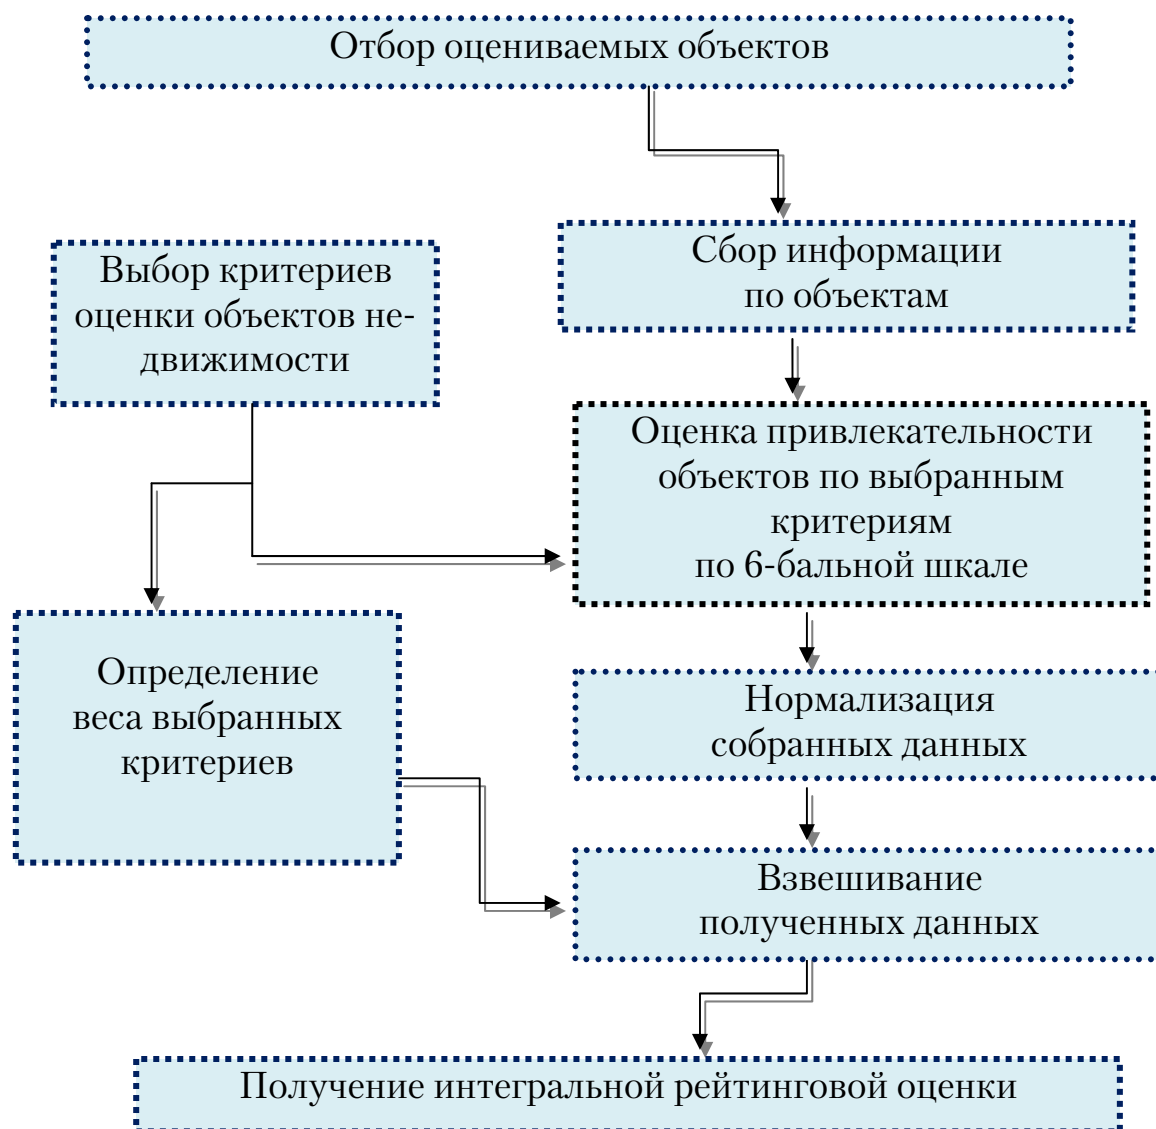 Отбор оцениваемых объектов
Сбор информации
по объектам
Выбор критериев
оценки объектов не-
движимости
Оценка привлекательности
объектов по выбранным
критериям
по 6-бальной шкале
Определение
веса выбранных
критериев
Нормализация
собранных данных
Взвешивание
полученных данных
Получение интегральной рейтинговой оценки